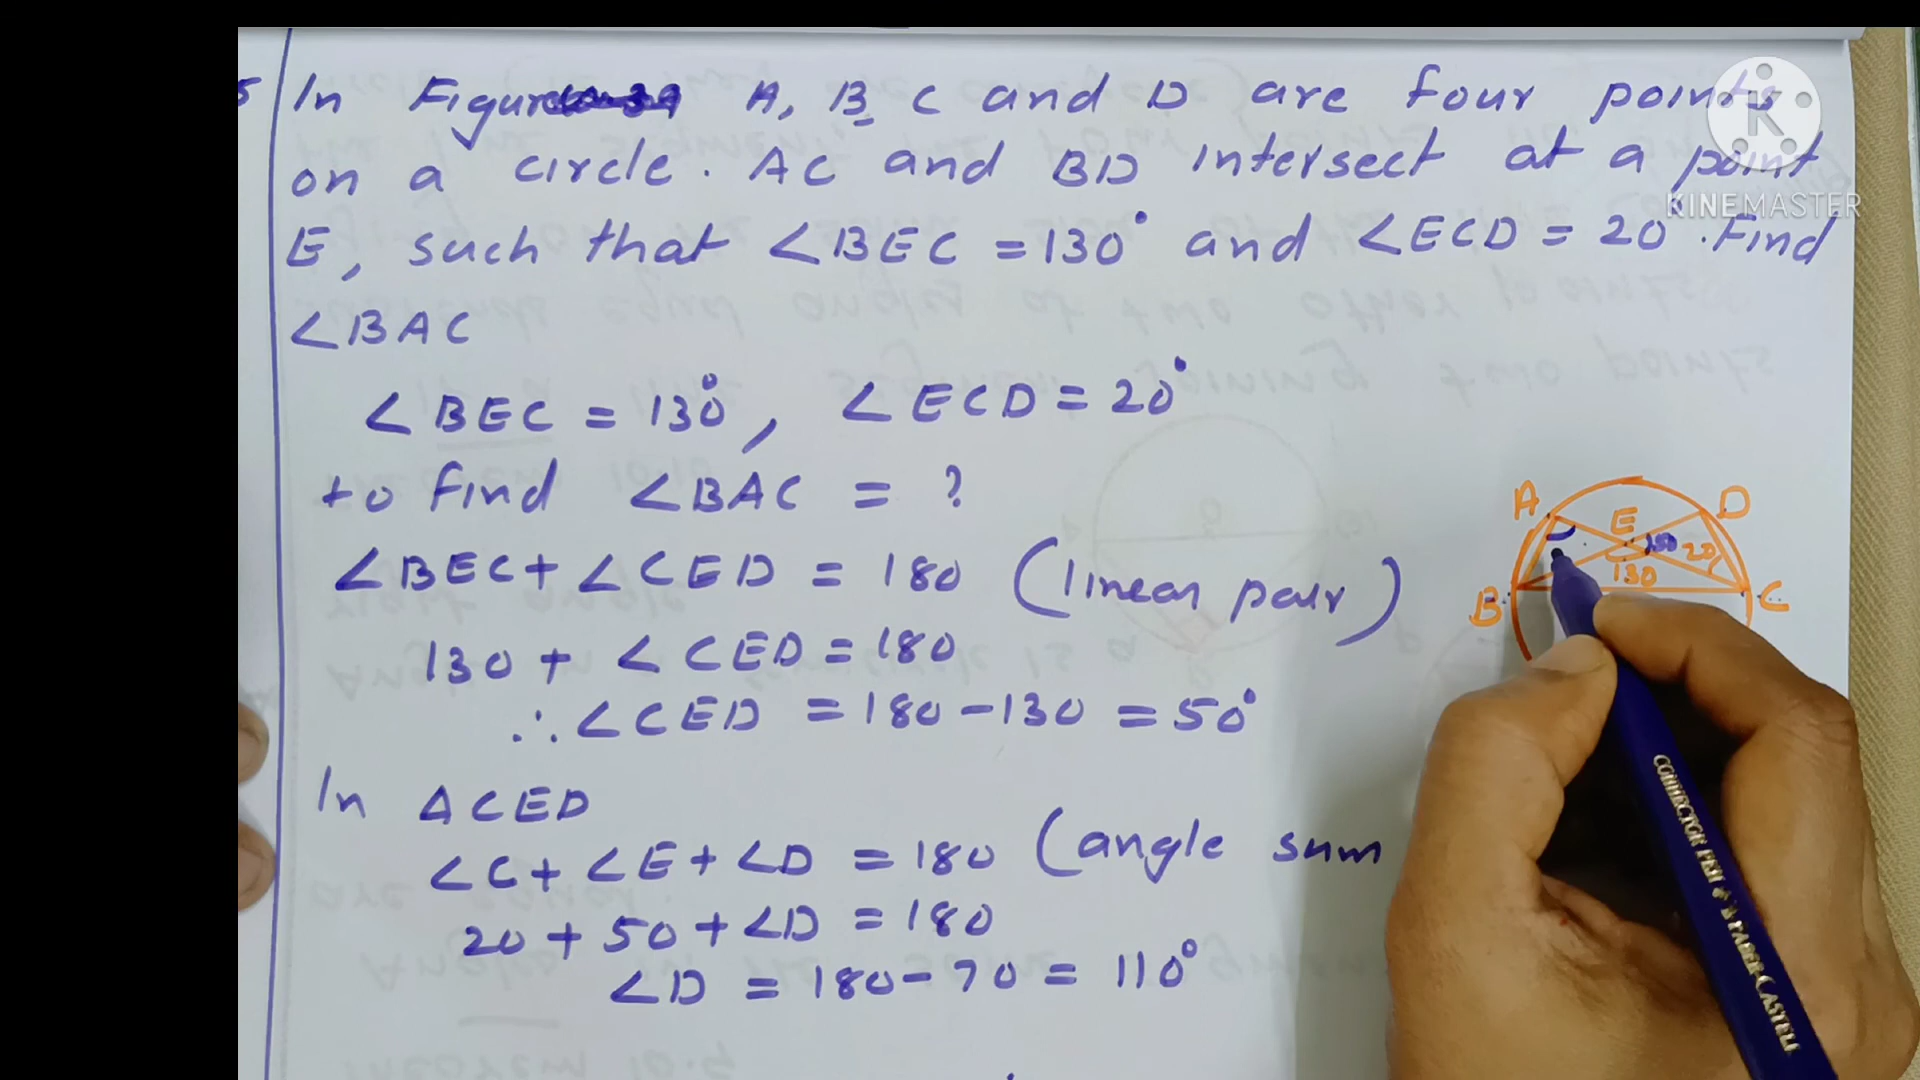 5 In Figure A, B, C and D are four points
on a circle. AC and BD intersect at a point
E, such that ∠BEC = 130° and ∠ECD = 20°. Find
∠BAC
∠BEC = 130°, ∠ECD = 20°
to find ∠BAC = ?
∠BEC + ∠CED = 180 (linear pair)
130 + ∠CED = 180
∴ ∠CED = 180 - 130 = 50°
In ΔCED
∠C + ∠E + ∠D = 180 (angle sum
20 + 50 + ∠D = 180
∠D = 180 - 70 = 110°
A E D
20
130
B C
K
KINEMASTER
CONNECTOR PEN FABER-CASTELL